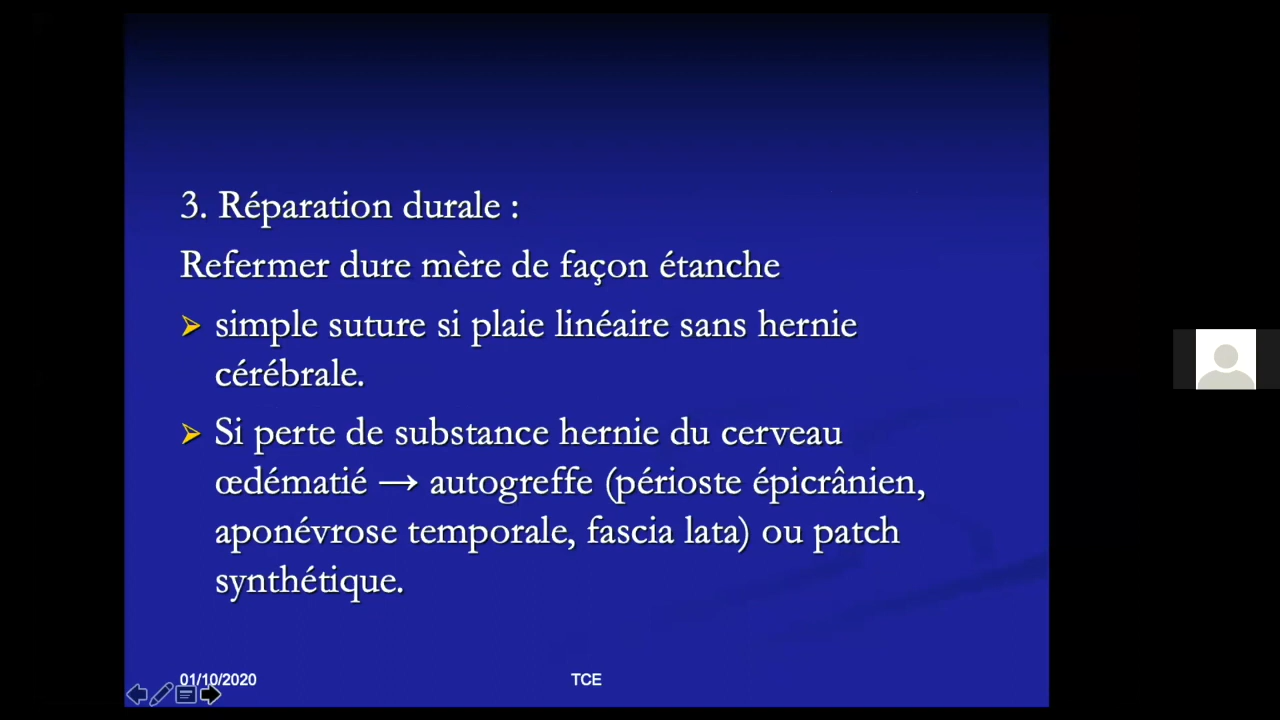 3. Réparation durale :
Refermer dure mère de façon étanche
simple suture si plaie linéaire sans hernie
cérébrale.
Si perte de substance hernie du cerveau
œdématié → autogreffe (périoste épicrânien,
aponévrose temporale, fascia lata) ou patch
synthétique.
01/10/2020
TCE